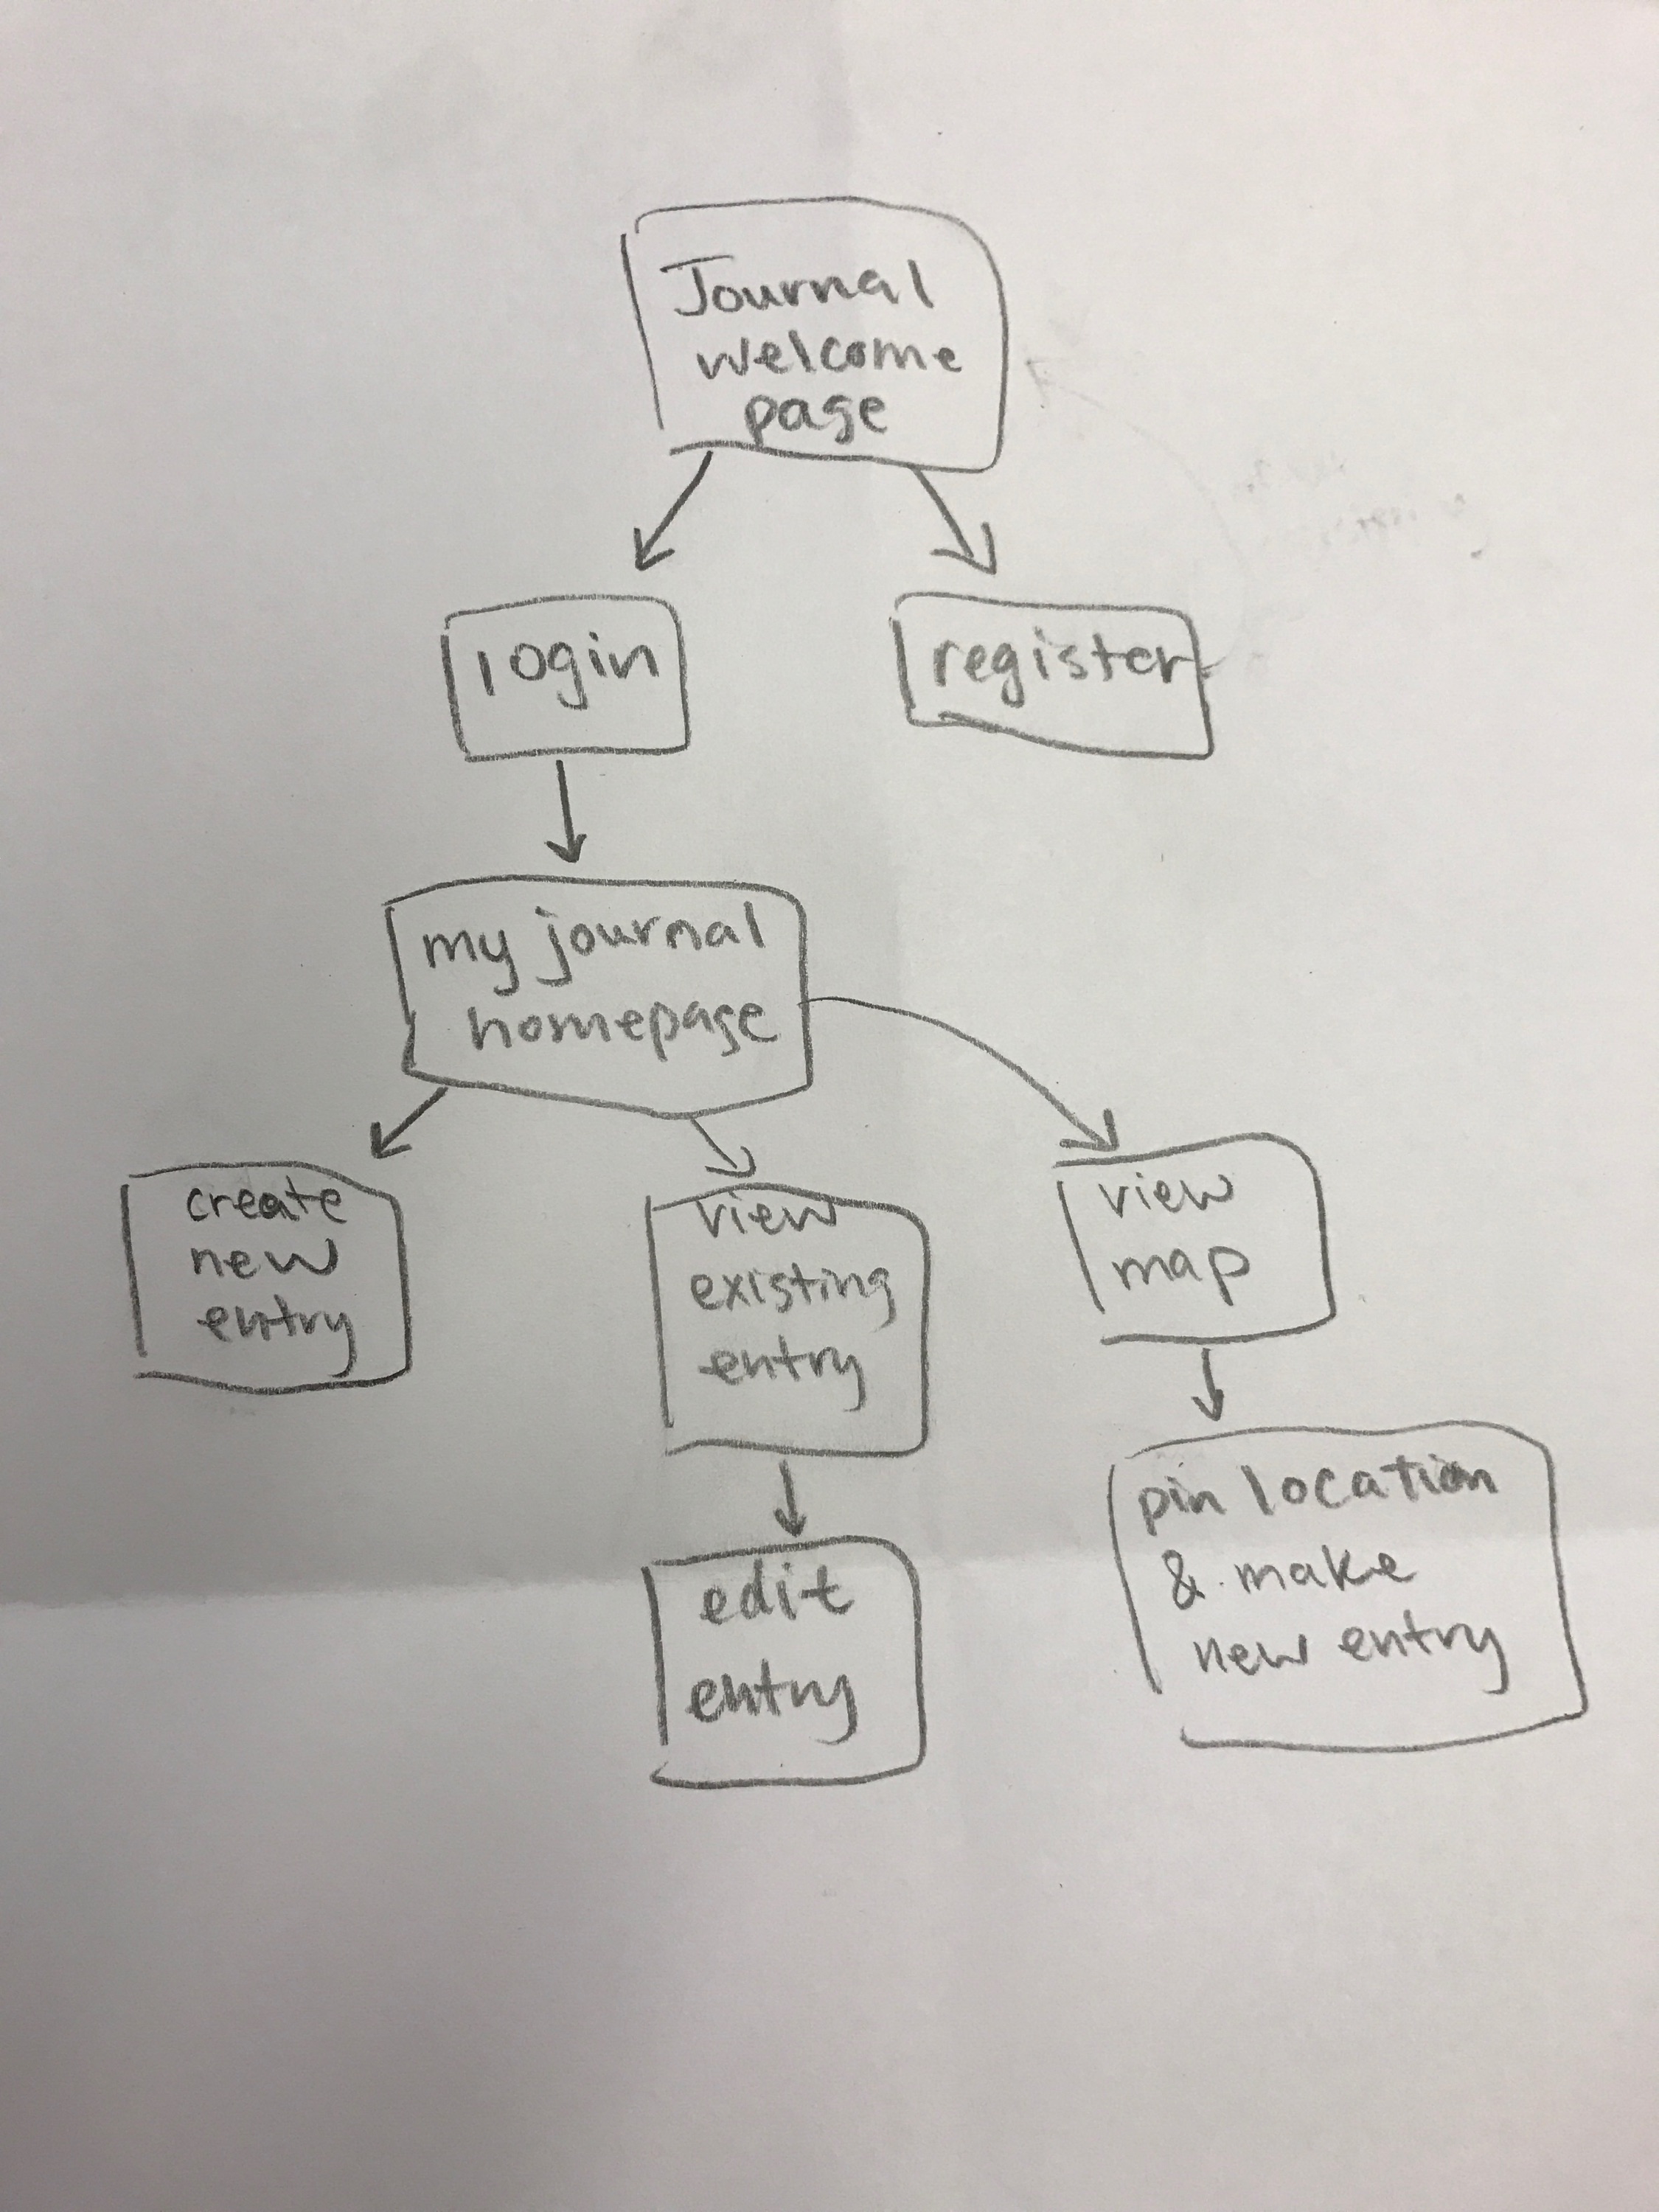 Journal
welcome
page
login
register
my journal
homepage
create
new
entry
view
existing
entry
view
map
edit
entry
pin location
& make
new entry